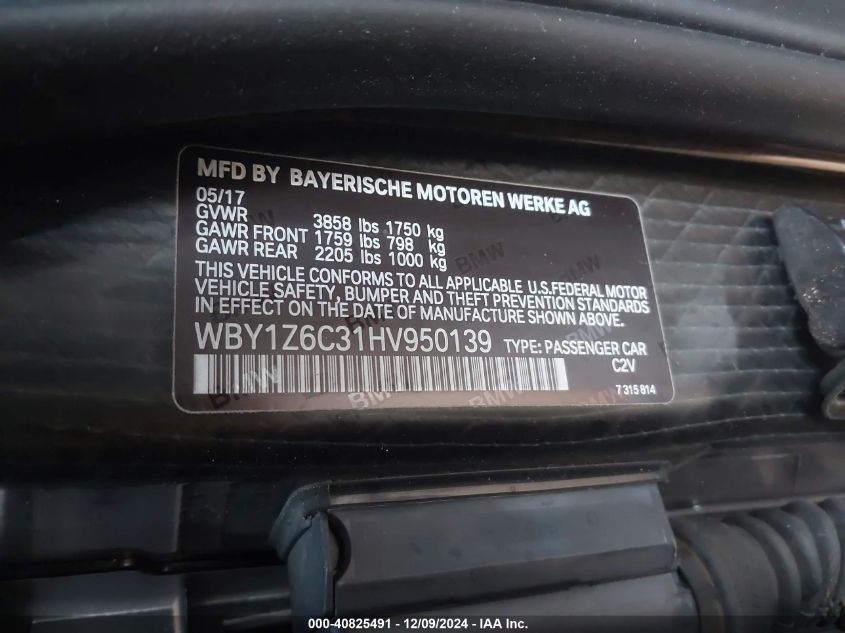 MFD BY BAYERISCHE MOTOREN WERKE AG
05/17
GVWR 3858 lbs 1750 kg
GAWR FRONT 1759 lbs 798 kg
GAWR REAR 2205 lbs 1000 kg
THIS VEHICLE CONFORMS TO ALL APPLICABLE U.S.FEDERAL MOTOR
VEHICLE SAFETY, BUMPER AND THEFT PREVENTION STANDARDS
IN EFFECT ON THE DATE OF MANUFACTURE SHOWN ABOVE.
WBY1Z6C31HV950139 TYPE: PASSENGER CAR
C2V
7 315 814
000-40825491 - 12/09/2024 - IAA Inc.